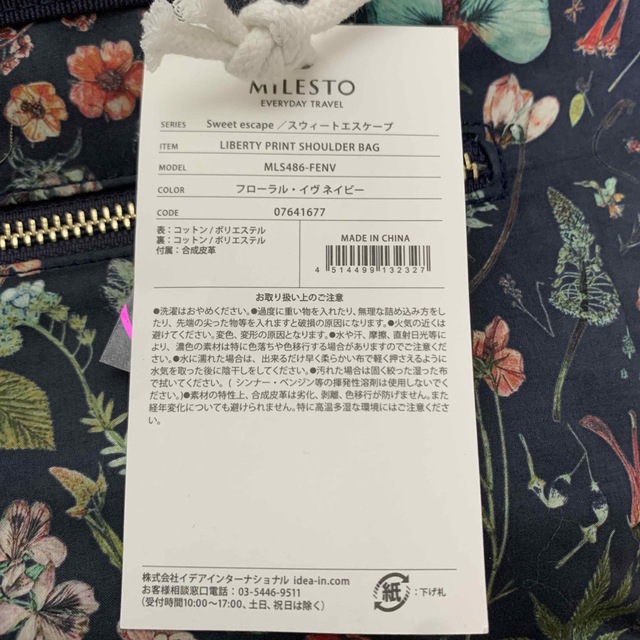 MILESTO
EVERYDAY TRAVEL
SERIES Sweet escape／スウィートエスケープ
ITEM LIBERTY PRINT SHOULDER BAG
MODEL MLS486-FENV
COLOR フローラル・イヴ ネイビー
CODE 07641677
表：コットン/ポリエステル
裏：コットン/ポリエステル
付属：合成皮革
MADE IN CHINA
4 514499 132327
お取り扱い上のご注意
●洗濯はおやめください。●過度に重い物を入れたり、無理な詰め込み方をし
たり、先端の尖った物等を入れますと破損の原因になります。●火気の近くは
避けてください。変色、変形の原因となります。●水や汗、摩擦、直射日光等に
より、濃色の素材は特に色落ちや色移行する場合がありますのでご注意くださ
い。●水に濡れた場合は、出来るだけ早く柔らかい布で軽く押さえるように
水気を取った後に陰干しをしてください。●汚れた場合は固く絞った湿った
布で拭いてください。( シンナー・ベンジン等の揮発性溶剤は使用しないでくだ
さい。)●素材の特性上、合成皮革は劣化、剥離、色移行が防げません。また
経年変化についても避けられません。特に高温多湿な環境にはご注意くださ
い。
株式会社イデアインターナショナル idea-in.com
お客様相談窓口電話 03-5446-9511
(受付時間10:00〜17:00、土日、祝日は除く)
紙 ：下げ札